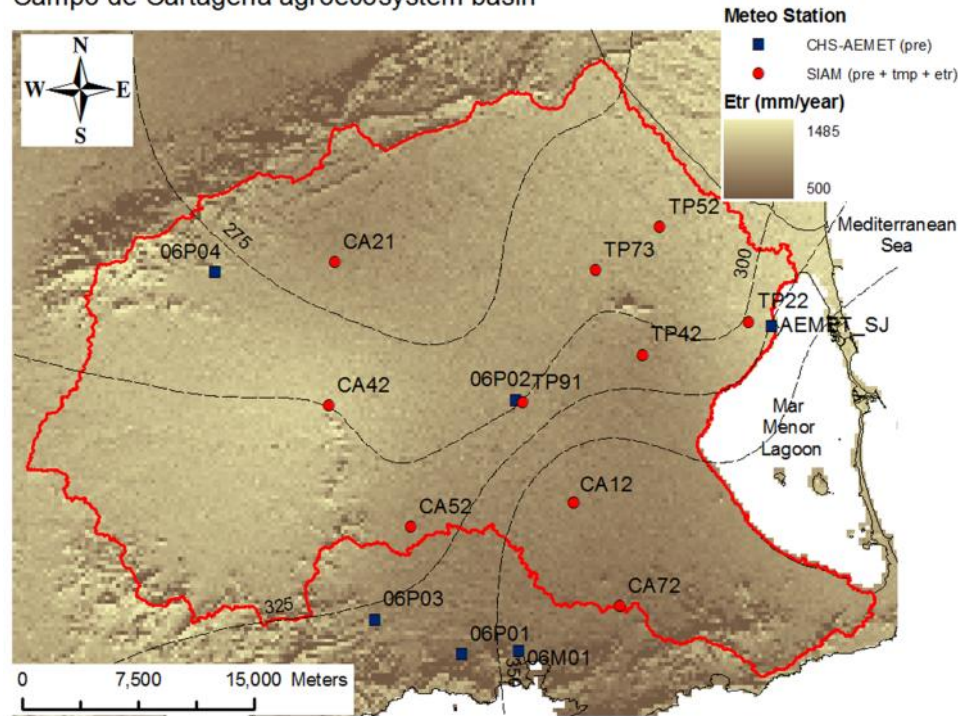 Campo de Cartagena agroecosystem basin
Meteo Station
CHS-AEMET (pre)
SIAM (pre + tmp + etr)
Etr (mm/year)
1485
500
N
W
E
S
Mediterranean
Sea
TP52
275
CA21
06P04
TP73
300
TP22
AEMET_SJ
TP42
CA42
06P02
TP91
Mar
Menor
Lagoon
CA12
CA52
CA72
325
06P03
06P01
06M01
350
0 7,500 15,000 Meters